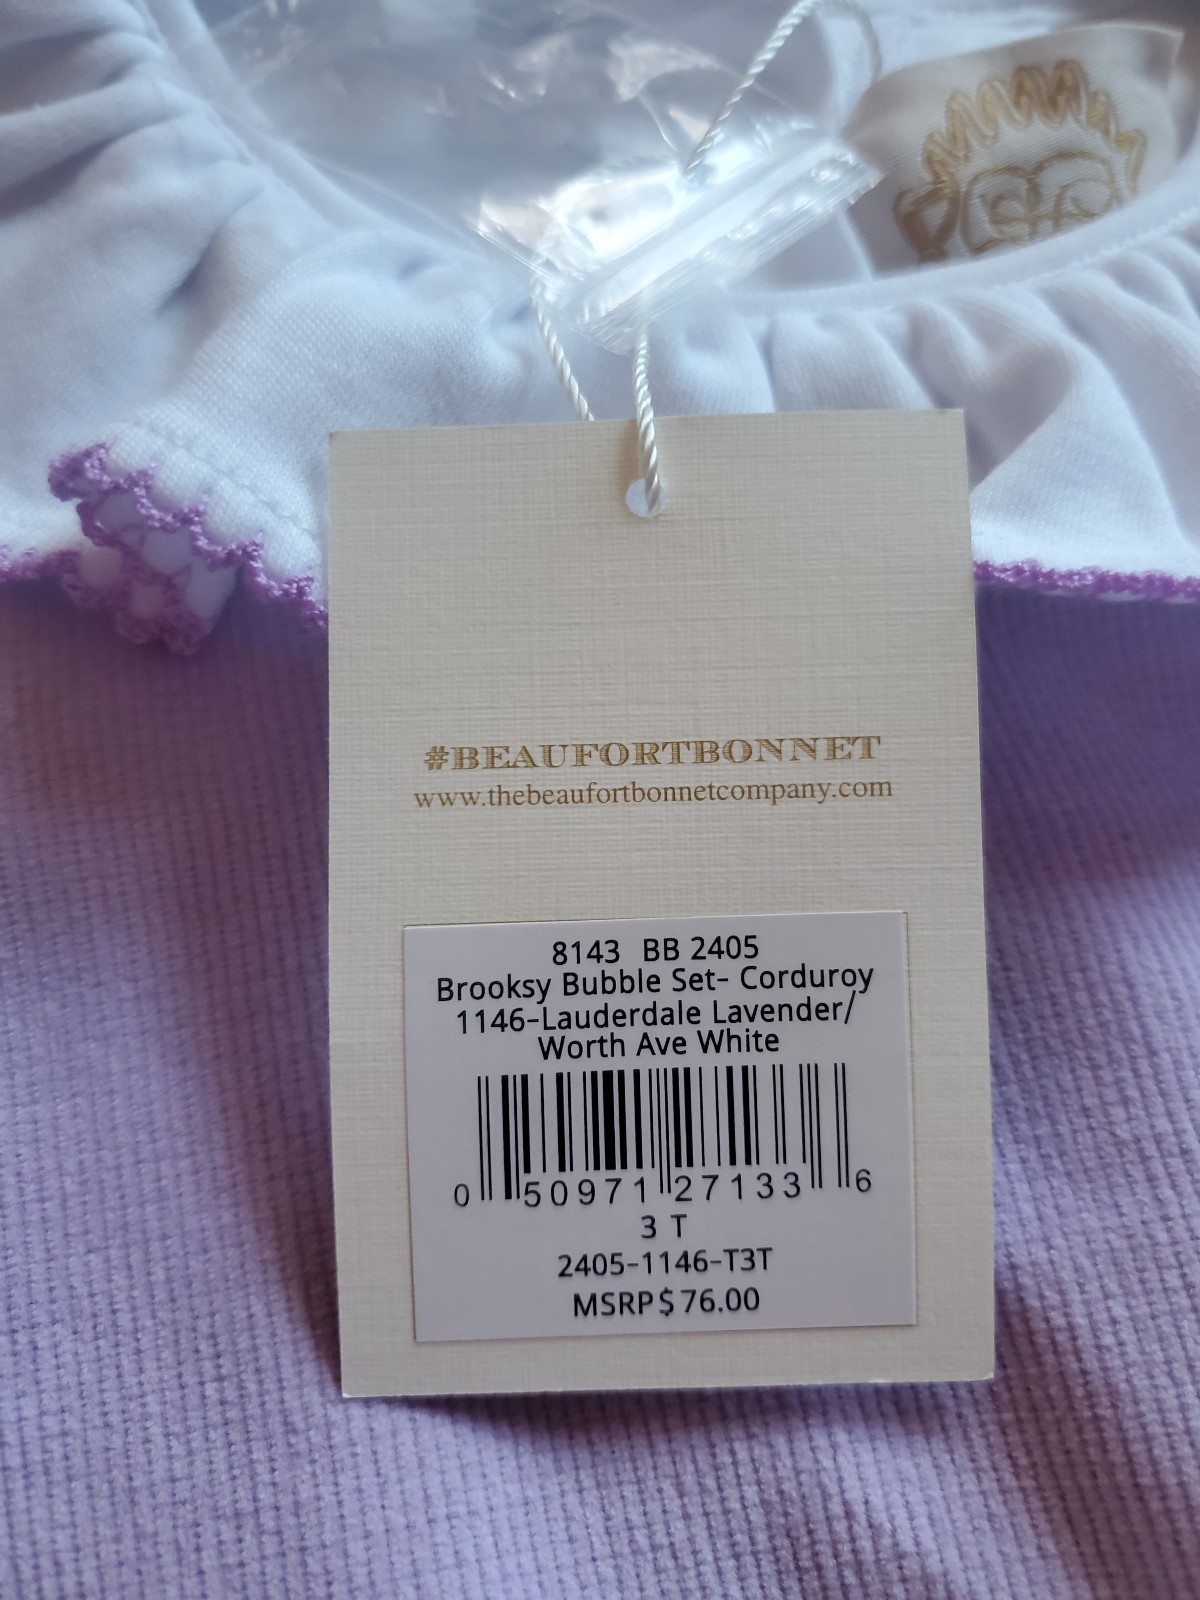 #BEAUFORTBONNET
www.thebeaufortbonnetcompany.com
8143 BB 2405
Brooksy Bubble Set- Corduroy
1146-Lauderdale Lavender/
Worth Ave White
0 50971 27133 6
3 T
2405-1146-T3T
MSRP$76.00